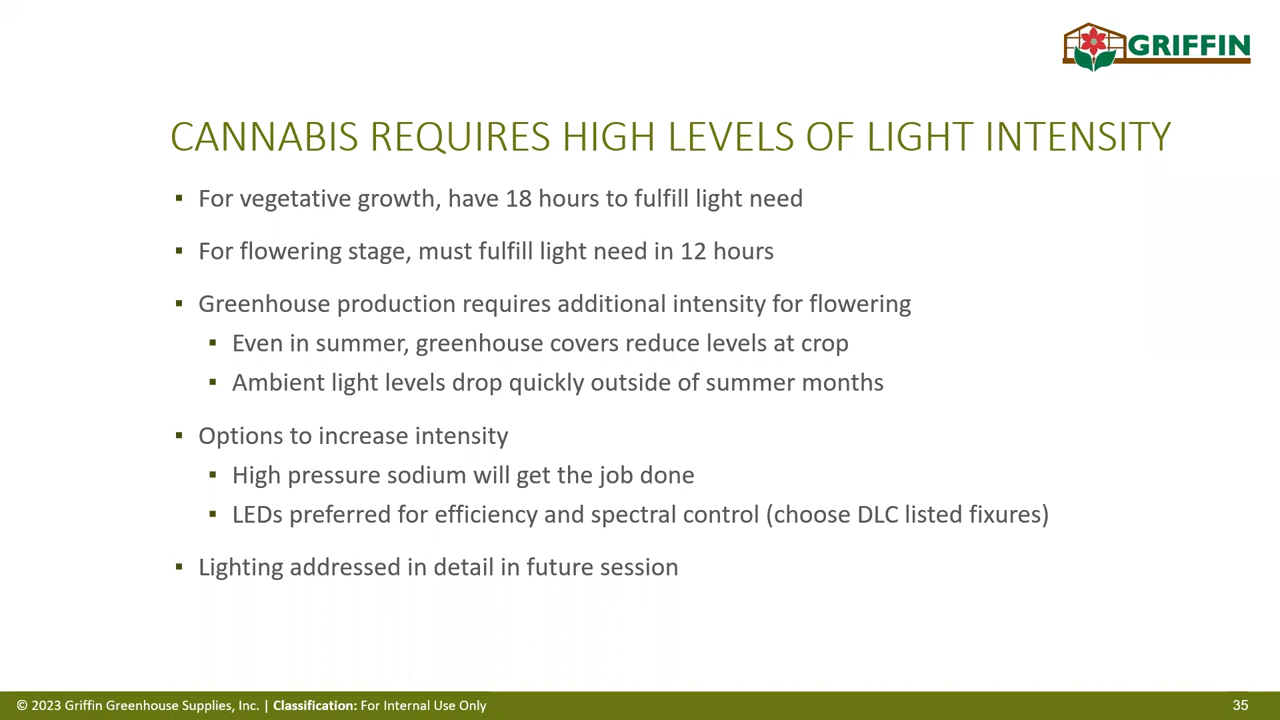 GRIFFIN
CANNABIS REQUIRES HIGH LEVELS OF LIGHT INTENSITY
▪ For vegetative growth, have 18 hours to fulfill light need
▪ For flowering stage, must fulfill light need in 12 hours
▪ Greenhouse production requires additional intensity for flowering
▪ Even in summer, greenhouse covers reduce levels at crop
▪ Ambient light levels drop quickly outside of summer months
▪ Options to increase intensity
▪ High pressure sodium will get the job done
▪ LEDs preferred for efficiency and spectral control (choose DLC listed fixures)
▪ Lighting addressed in detail in future session
© 2023 Griffin Greenhouse Supplies, Inc. | Classification: For Internal Use Only 35